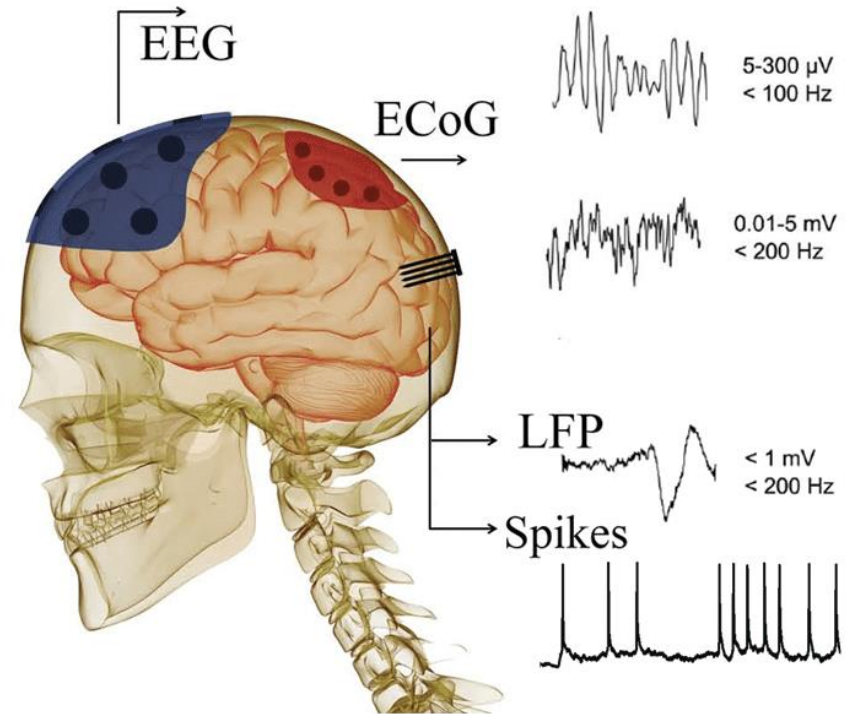 EEG
5-300 µV
< 100 Hz
ECoG
0.01-5 mV
< 200 Hz
LFP
< 1 mV
< 200 Hz
Spikes